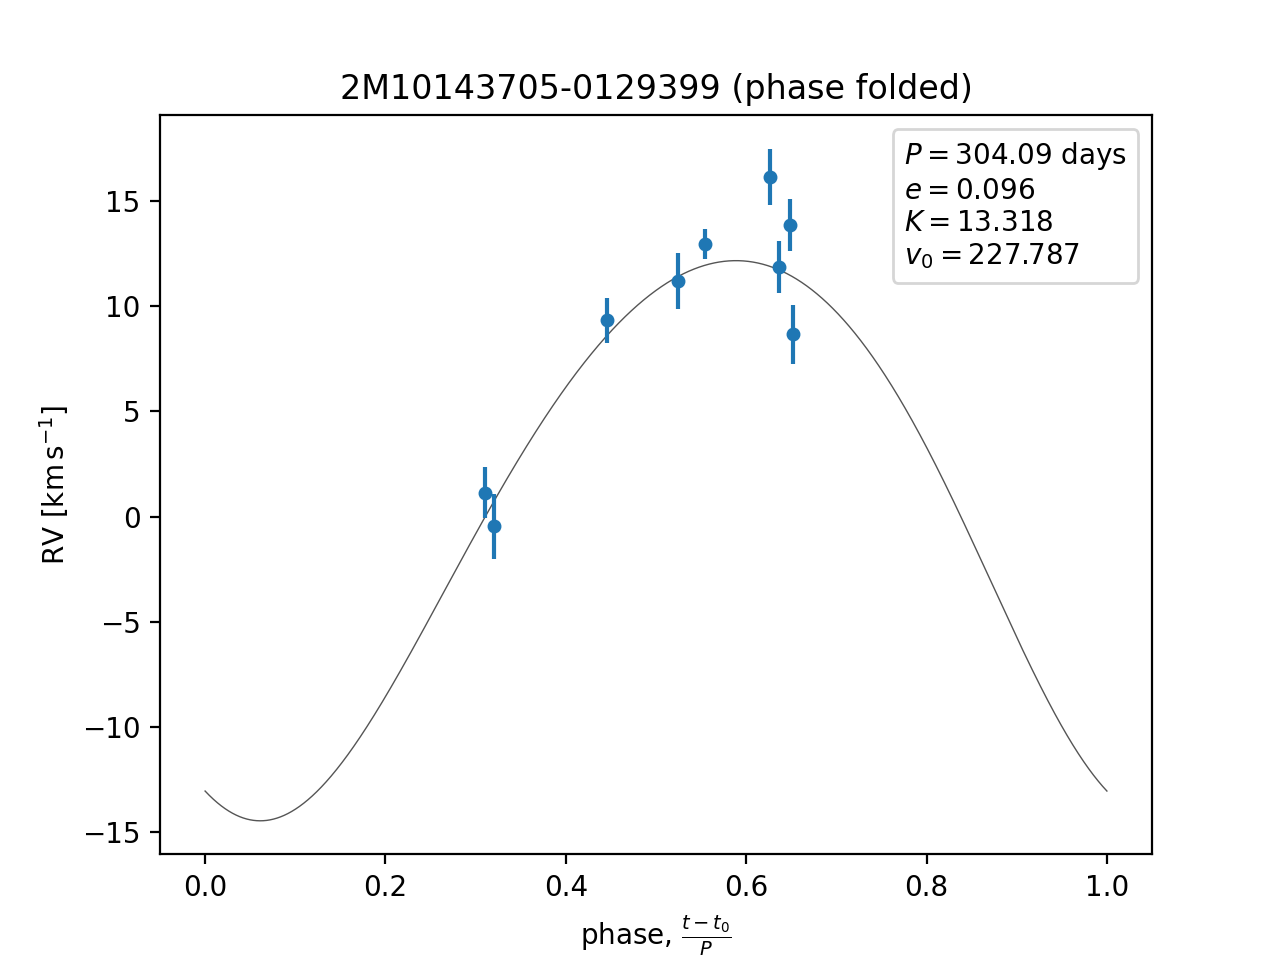 2M10143705-0129399 (phase folded)
P = 304.09 days
e = 0.096
K = 13.318
v₀ = 227.787
15
10
5
0
−5
−10
−15
RV [km s⁻¹]
0.0 0.2 0.4 0.6 0.8 1.0
phase, (t − t₀)/P